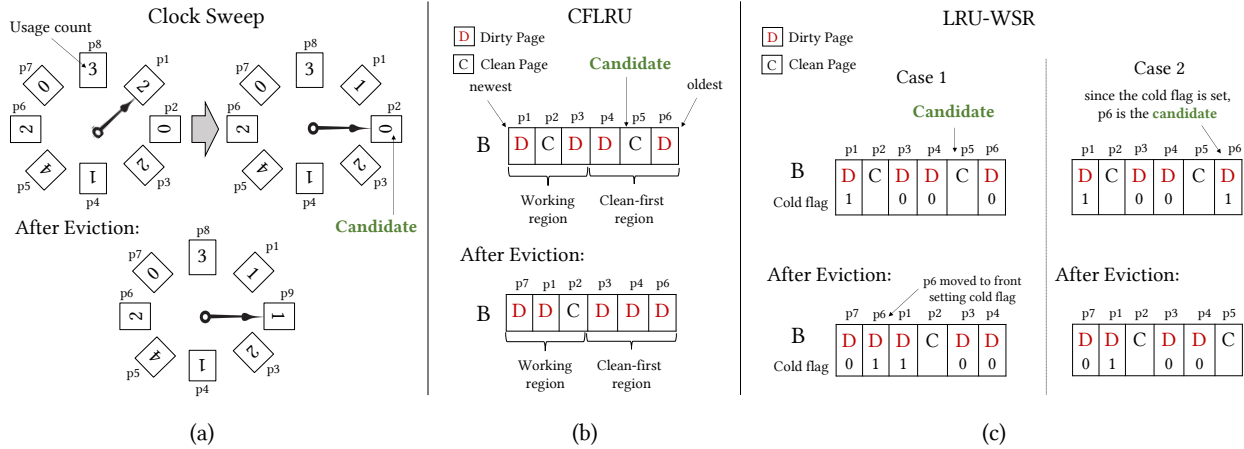 Clock Sweep
Usage count
p8
3
p7
0
p1
2
p6
2
p2
0
p5
4
p4
1
p3
2
p8
3
p7
0
p1
1
p6
2
p2
0
p5
4
p4
1
p3
2
Candidate
After Eviction:
p8
3
p7
0
p1
1
p6
2
p9
1
p5
4
p4
1
p3
2
(a)
CFLRU
D Dirty Page
C Clean Page
Candidate
newest
oldest
p1 p2 p3 p4 p5 p6
B D C D D C D
Working region
Clean-first region
After Eviction:
p7 p1 p2 p3 p4 p6
B D D C D D D
Working region
Clean-first region
(b)
LRU-WSR
D Dirty Page
C Clean Page
Case 1
Candidate
p1 p2 p3 p4 p5 p6
B D C D D C D
Cold flag 1 0 0 0
After Eviction:
p6 moved to front
setting cold flag
p7 p6 p1 p2 p3 p4
B D D D C D D
Cold flag 0 1 1 0 0
Case 2
since the cold flag is set,
p6 is the candidate
p1 p2 p3 p4 p5 p6
D C D D C D
1 0 0 1
After Eviction:
p7 p1 p2 p3 p4 p5
D D C D D C
0 1 0 0
(c)